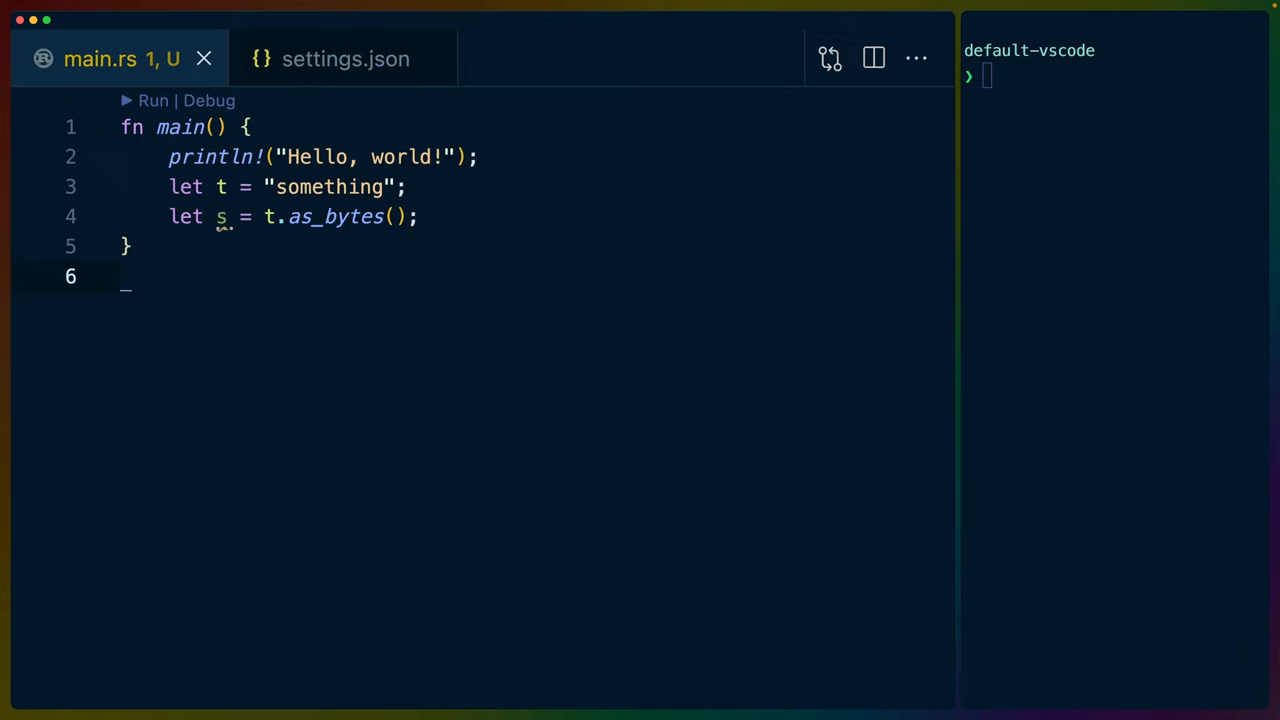 main.rs 1, U
{} settings.json
Run | Debug
1 fn main() {
2 println!("Hello, world!");
3 let t = "something";
4 let s = t.as_bytes();
5 }
6
default-vscode
❯